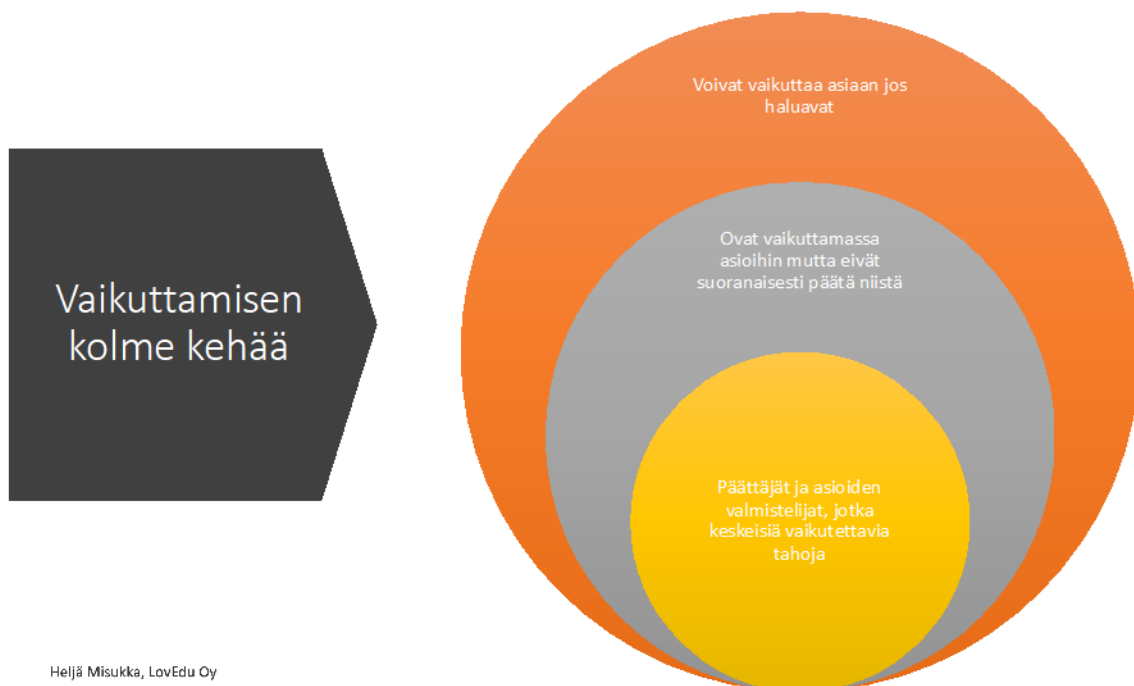 Voivat vaikuttaa asiaan jos
haluavat
Ovat vaikuttamassa
asioihin mutta eivät
suoranaisesti päätä niistä
Vaikuttamisen
kolme kehää
Päättäjät ja asioiden
valmistelijat, jotka
keskeisiä vaikutettavia
tahoja
Heljä Misukka, LovEdu Oy